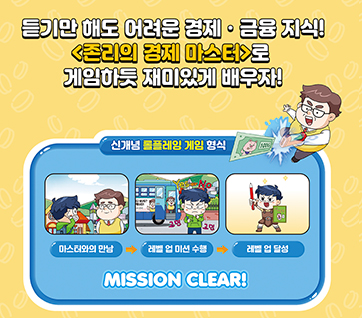 듣기만 해도 어려운 경제 · 금융 지식!
<존리의 경제 마스터>로
게임하듯 재미있게 배우자!
신개념 롤플레잉 게임 형식
마스터와의 만남
레벨 업 미션 수행
레벨 업 달성
MISSION CLEAR!